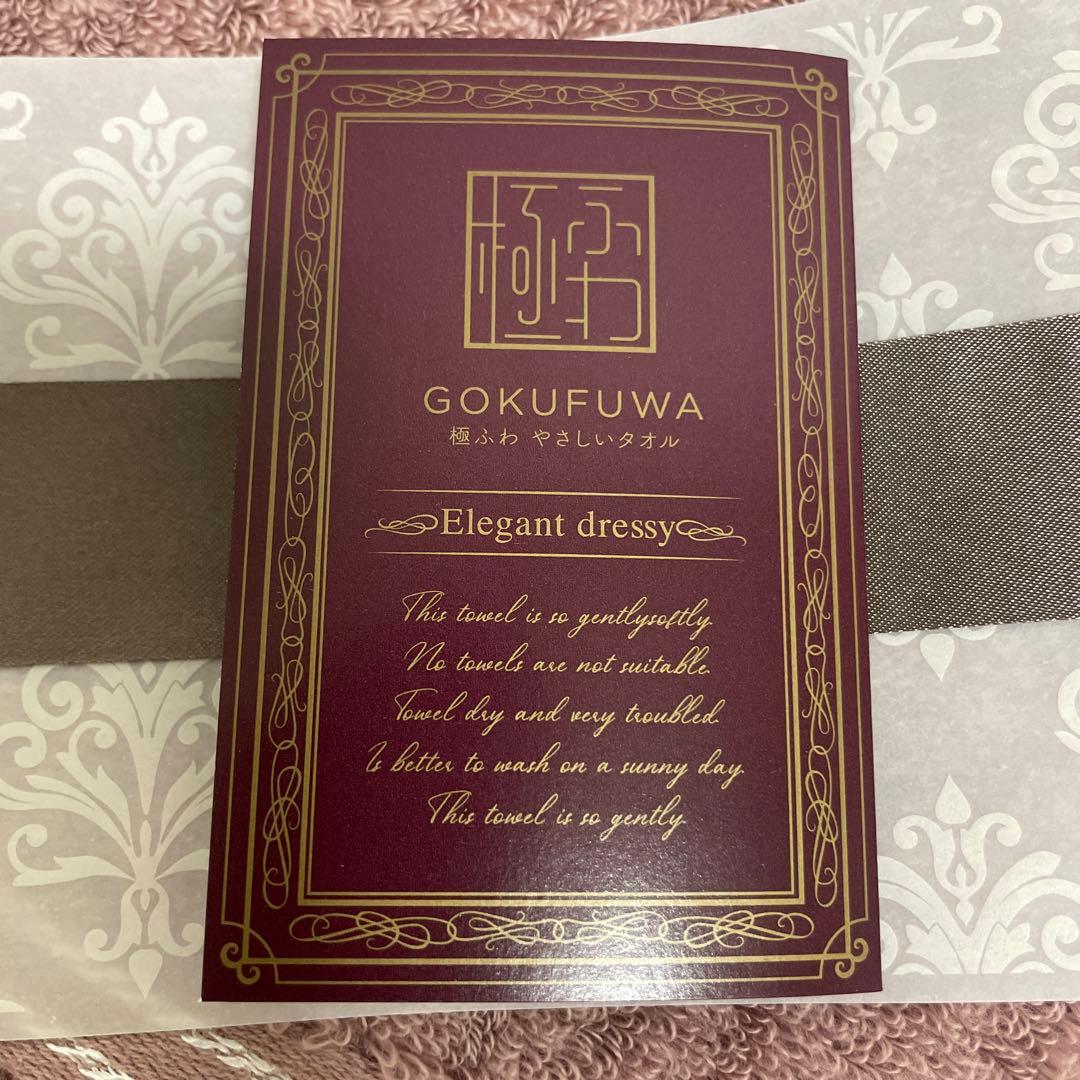 極ふわ
GOKUFUWA
極ふわ やさしいタオル
Elegant dressy
This towel is so gentlysoftly.
No towels are not suitable.
Towel dry and very troubled.
Is better to wash on a sunny day.
This towel is so gently.